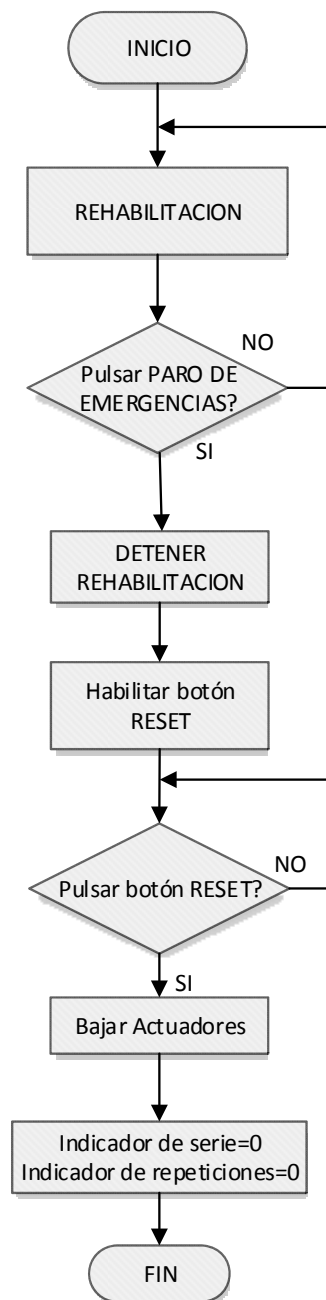 INICIO
REHABILITACION
NO
Pulsar PARO DE
EMERGENCIAS?
SI
DETENER
REHABILITACION
Habilitar botón
RESET
NO
Pulsar botón RESET?
SI
Bajar Actuadores
Indicador de serie=0
Indicador de repeticiones=0
FIN